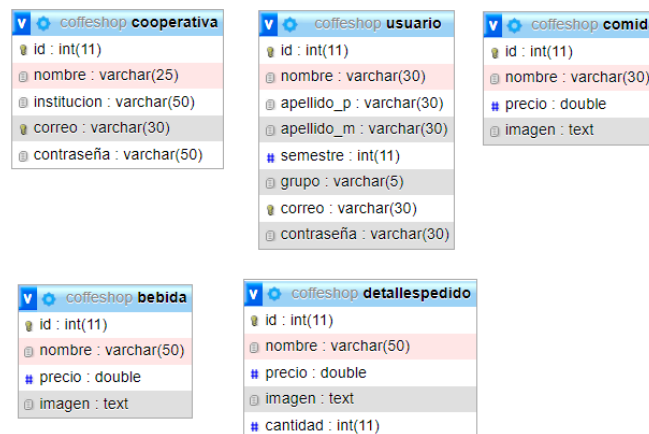 v coffeshop cooperativa
id : int(11)
nombre : varchar(25)
institucion : varchar(50)
correo : varchar(30)
contraseña : varchar(50)
v coffeshop usuario
id : int(11)
nombre : varchar(30)
apellido_p : varchar(30)
apellido_m : varchar(30)
# semestre : int(11)
grupo : varchar(5)
correo : varchar(30)
contraseña : varchar(30)
v coffeshop comid
id : int(11)
nombre : varchar(30)
# precio : double
imagen : text
v coffeshop bebida
id : int(11)
nombre : varchar(50)
# precio : double
imagen : text
v coffeshop detallespedido
id : int(11)
nombre : varchar(50)
# precio : double
imagen : text
# cantidad : int(11)